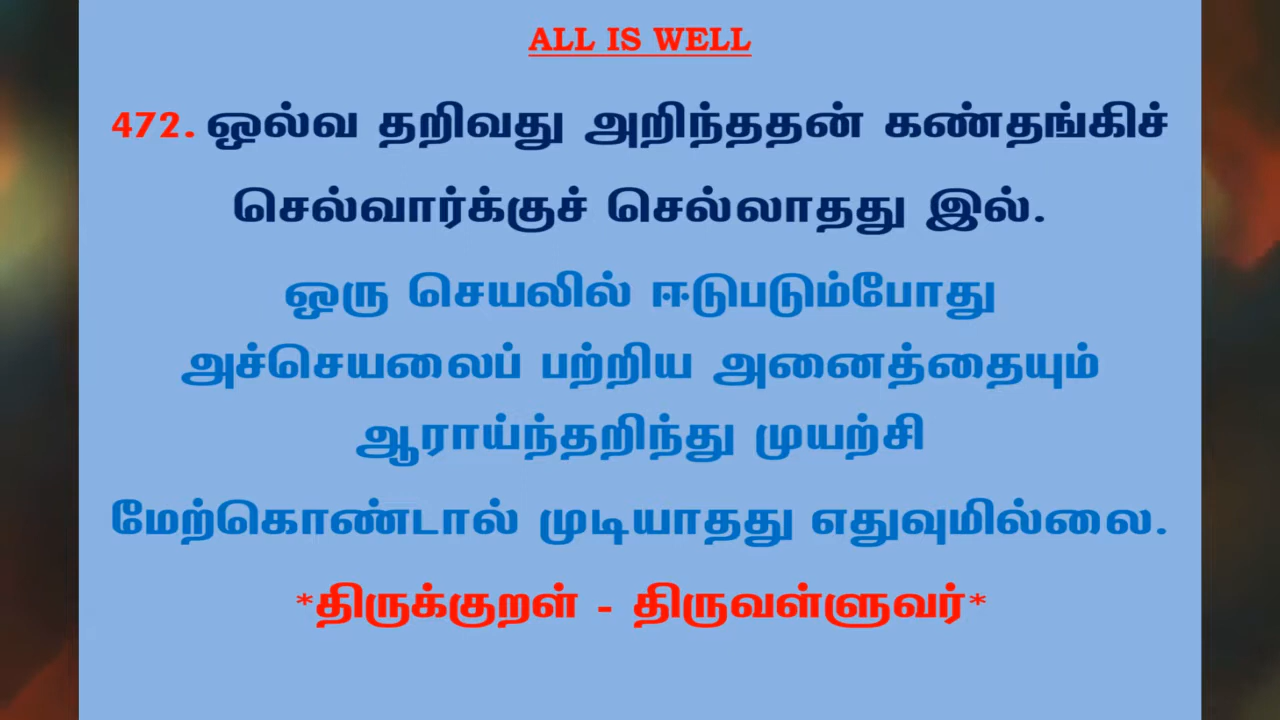 ALL IS WELL
472. ஒல்வ தறிவது அறிந்ததன் கண்தங்கிச்
செல்வார்க்குச் செல்லாதது இல்.
ஒரு செயலில் ஈடுபடும்போது
அச்செயலைப் பற்றிய அனைத்தையும்
ஆராய்ந்தறிந்து முயற்சி
மேற்கொண்டால் முடியாதது எதுவுமில்லை.
*திருக்குறள் - திருவள்ளுவர்*